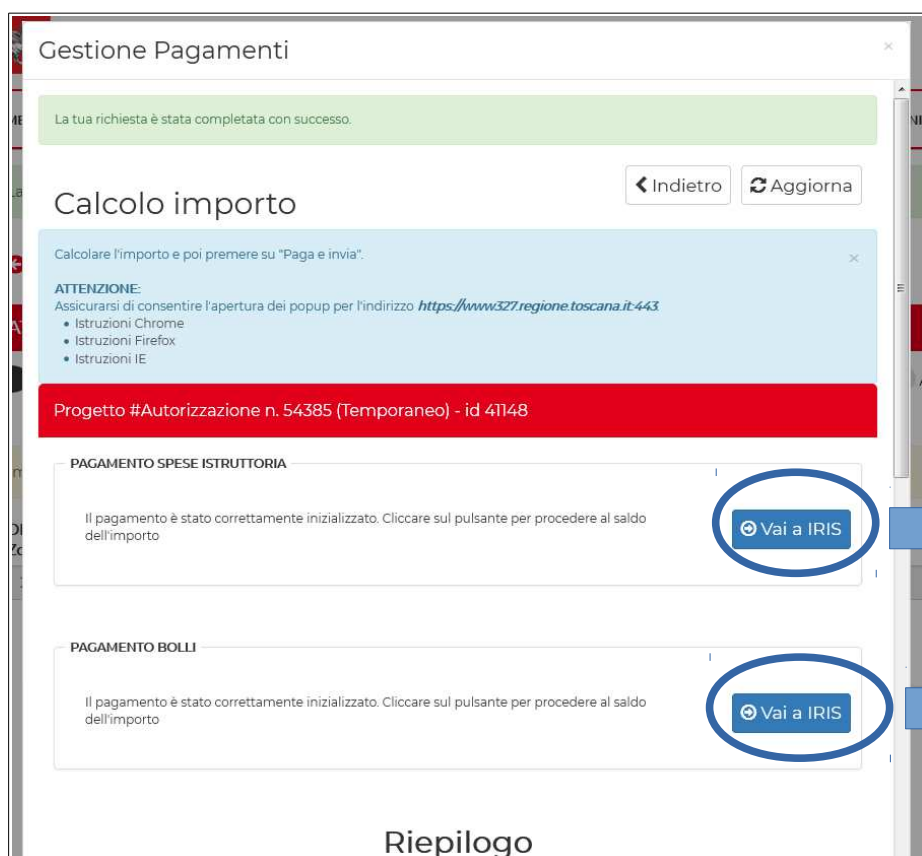 Gestione Pagamenti
×
La tua richiesta è stata completata con successo.
Indietro
Aggiorna
Calcolo importo
Calcolare l'importo e poi premere su "Paga e invia".
×
ATTENZIONE:
Assicurarsi di consentire l'apertura dei popup per l'indirizzo https://www327.regione.toscana.it:443.
• Istruzioni Chrome
• Istruzioni Firefox
• Istruzioni IE
Progetto #Autorizzazione n. 54385 (Temporaneo) - id 41148
PAGAMENTO SPESE ISTRUTTORIA
Il pagamento è stato correttamente inizializzato. Cliccare sul pulsante per procedere al saldo
dell'importo
Vai a IRIS
PAGAMENTO BOLLI
Il pagamento è stato correttamente inizializzato. Cliccare sul pulsante per procedere al saldo
dell'importo
Vai a IRIS
Riepilogo